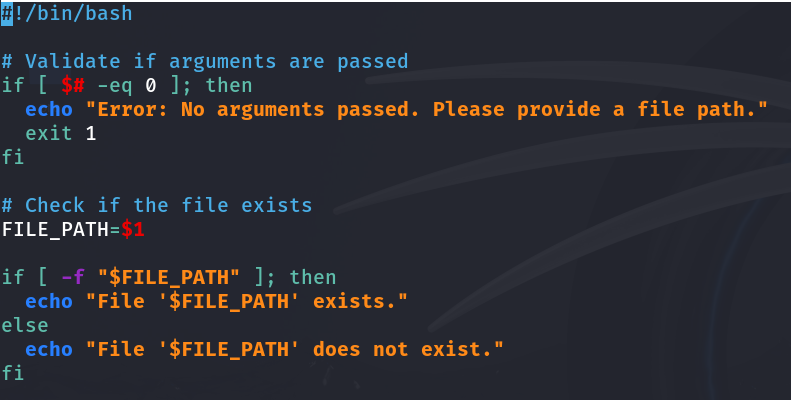 #!/bin/bash

# Validate if arguments are passed
if [ $# -eq 0 ]; then
  echo "Error: No arguments passed. Please provide a file path."
  exit 1
fi

# Check if the file exists
FILE_PATH=$1

if [ -f "$FILE_PATH" ]; then
  echo "File '$FILE_PATH' exists."
else
  echo "File '$FILE_PATH' does not exist."
fi